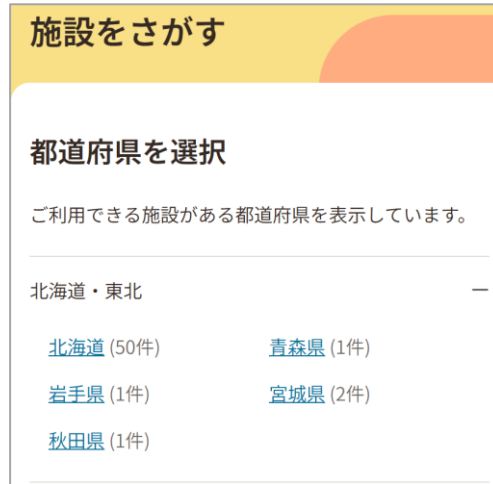 施設をさがす
都道府県を選択
ご利用できる施設がある都道府県を表示しています。
北海道・東北
北海道 (50件) 青森県 (1件)
岩手県 (1件) 宮城県 (2件)
秋田県 (1件)